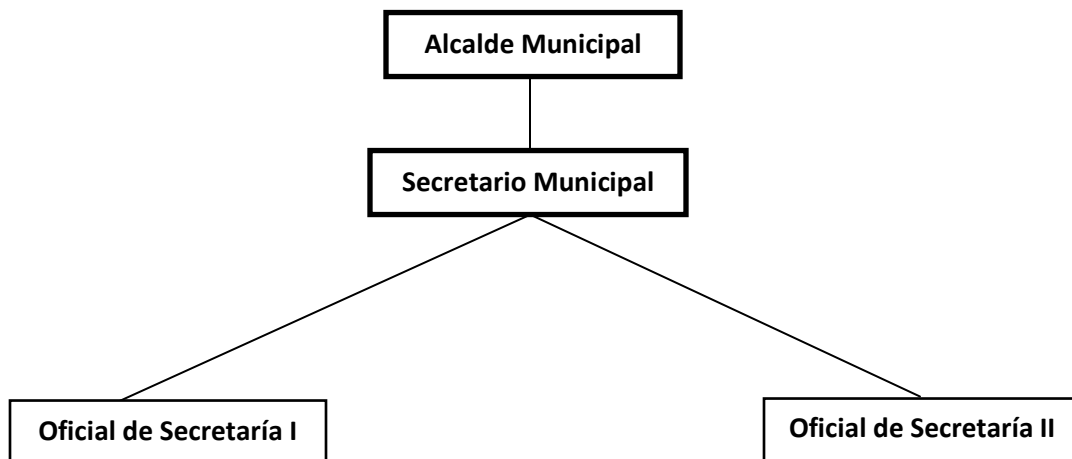 Alcalde Municipal
Secretario Municipal
Oficial de Secretaría I
Oficial de Secretaría II